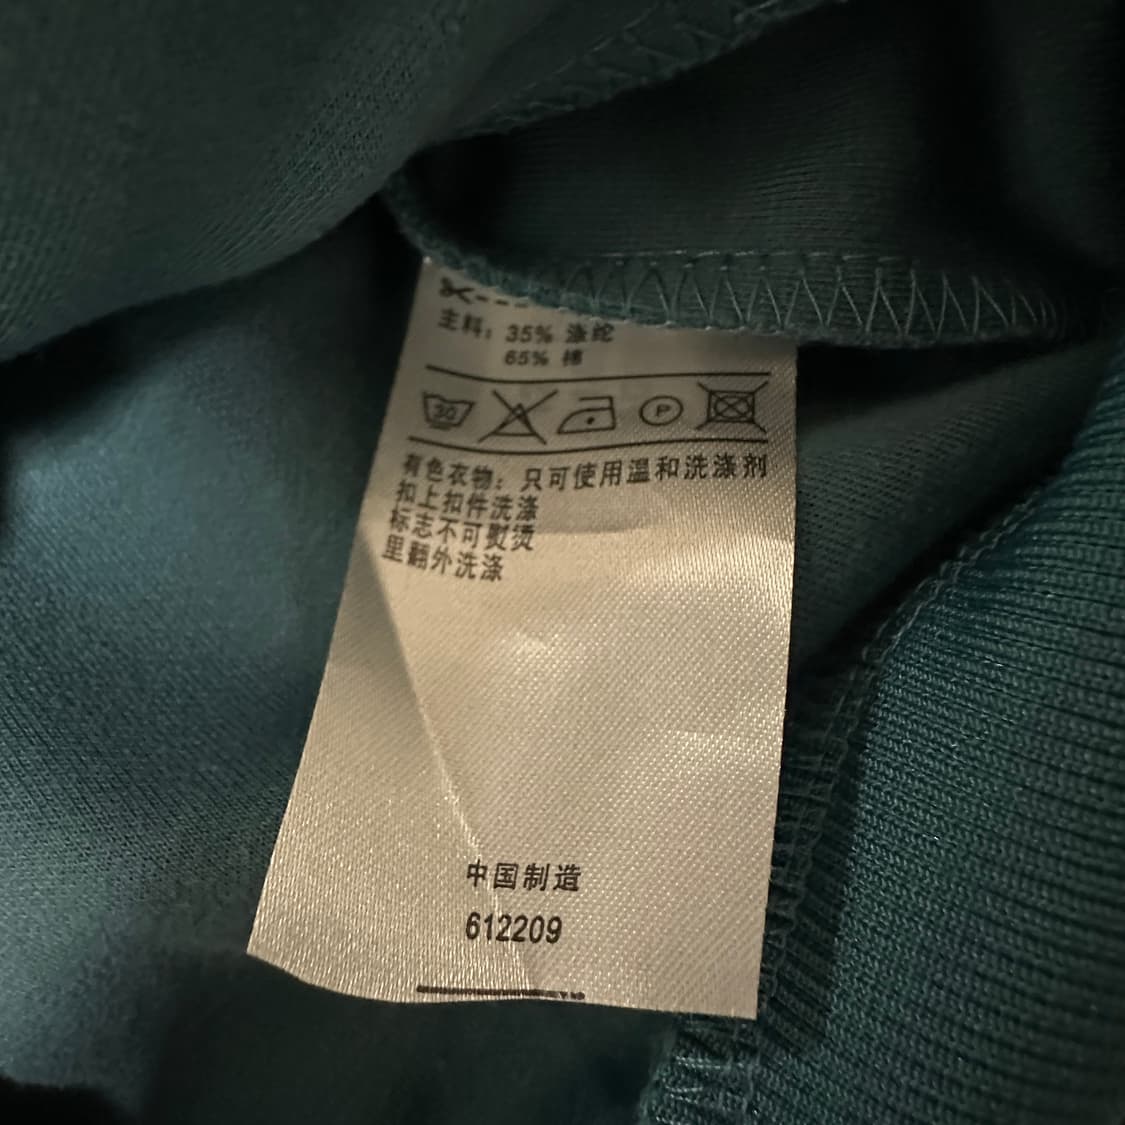 主料： 35% 涤纶
65% 棉
30 P
有色衣物：只可使用温和洗涤剂
扣上扣件洗涤
标志不可熨烫
里翻外洗涤
中国制造
612209